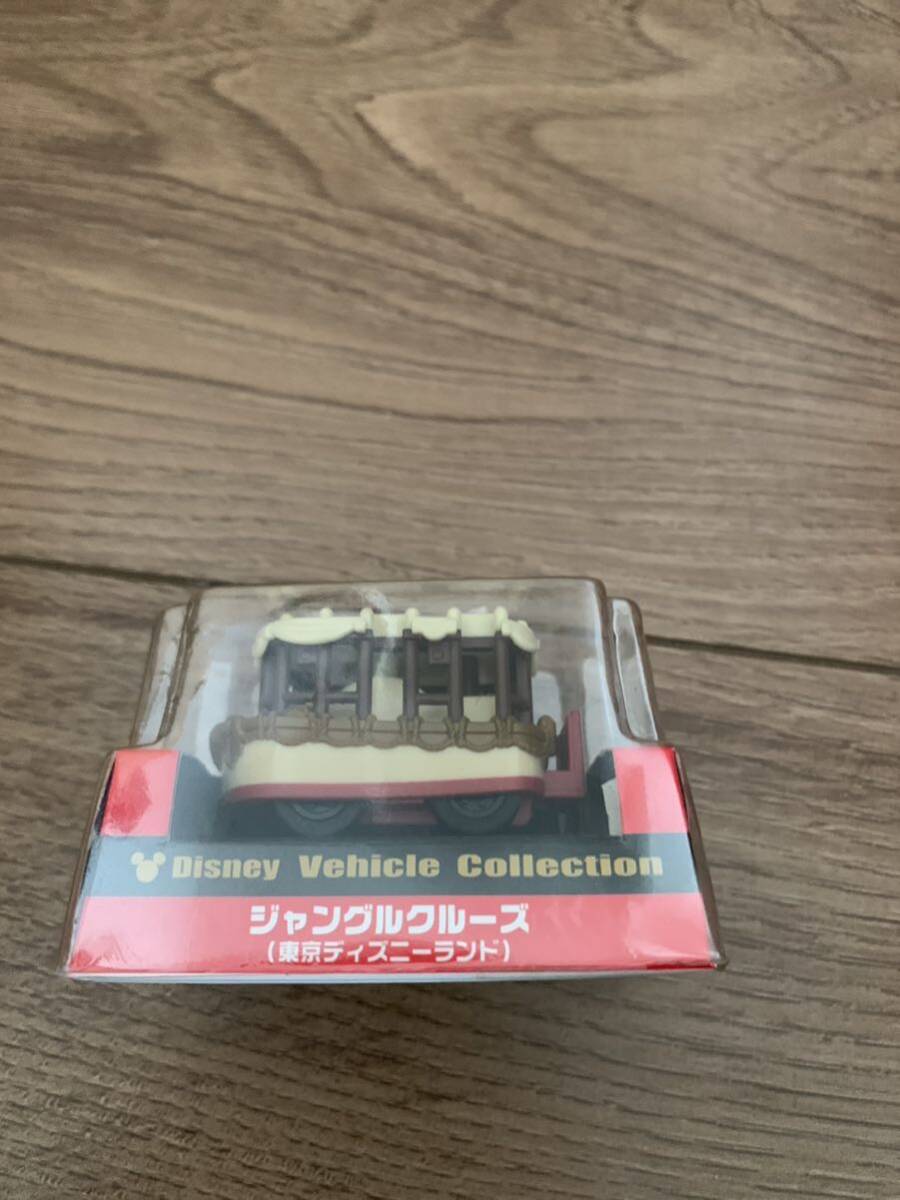 Disney Vehicle Collection
ジャングルクルーズ
(東京ディズニーランド)